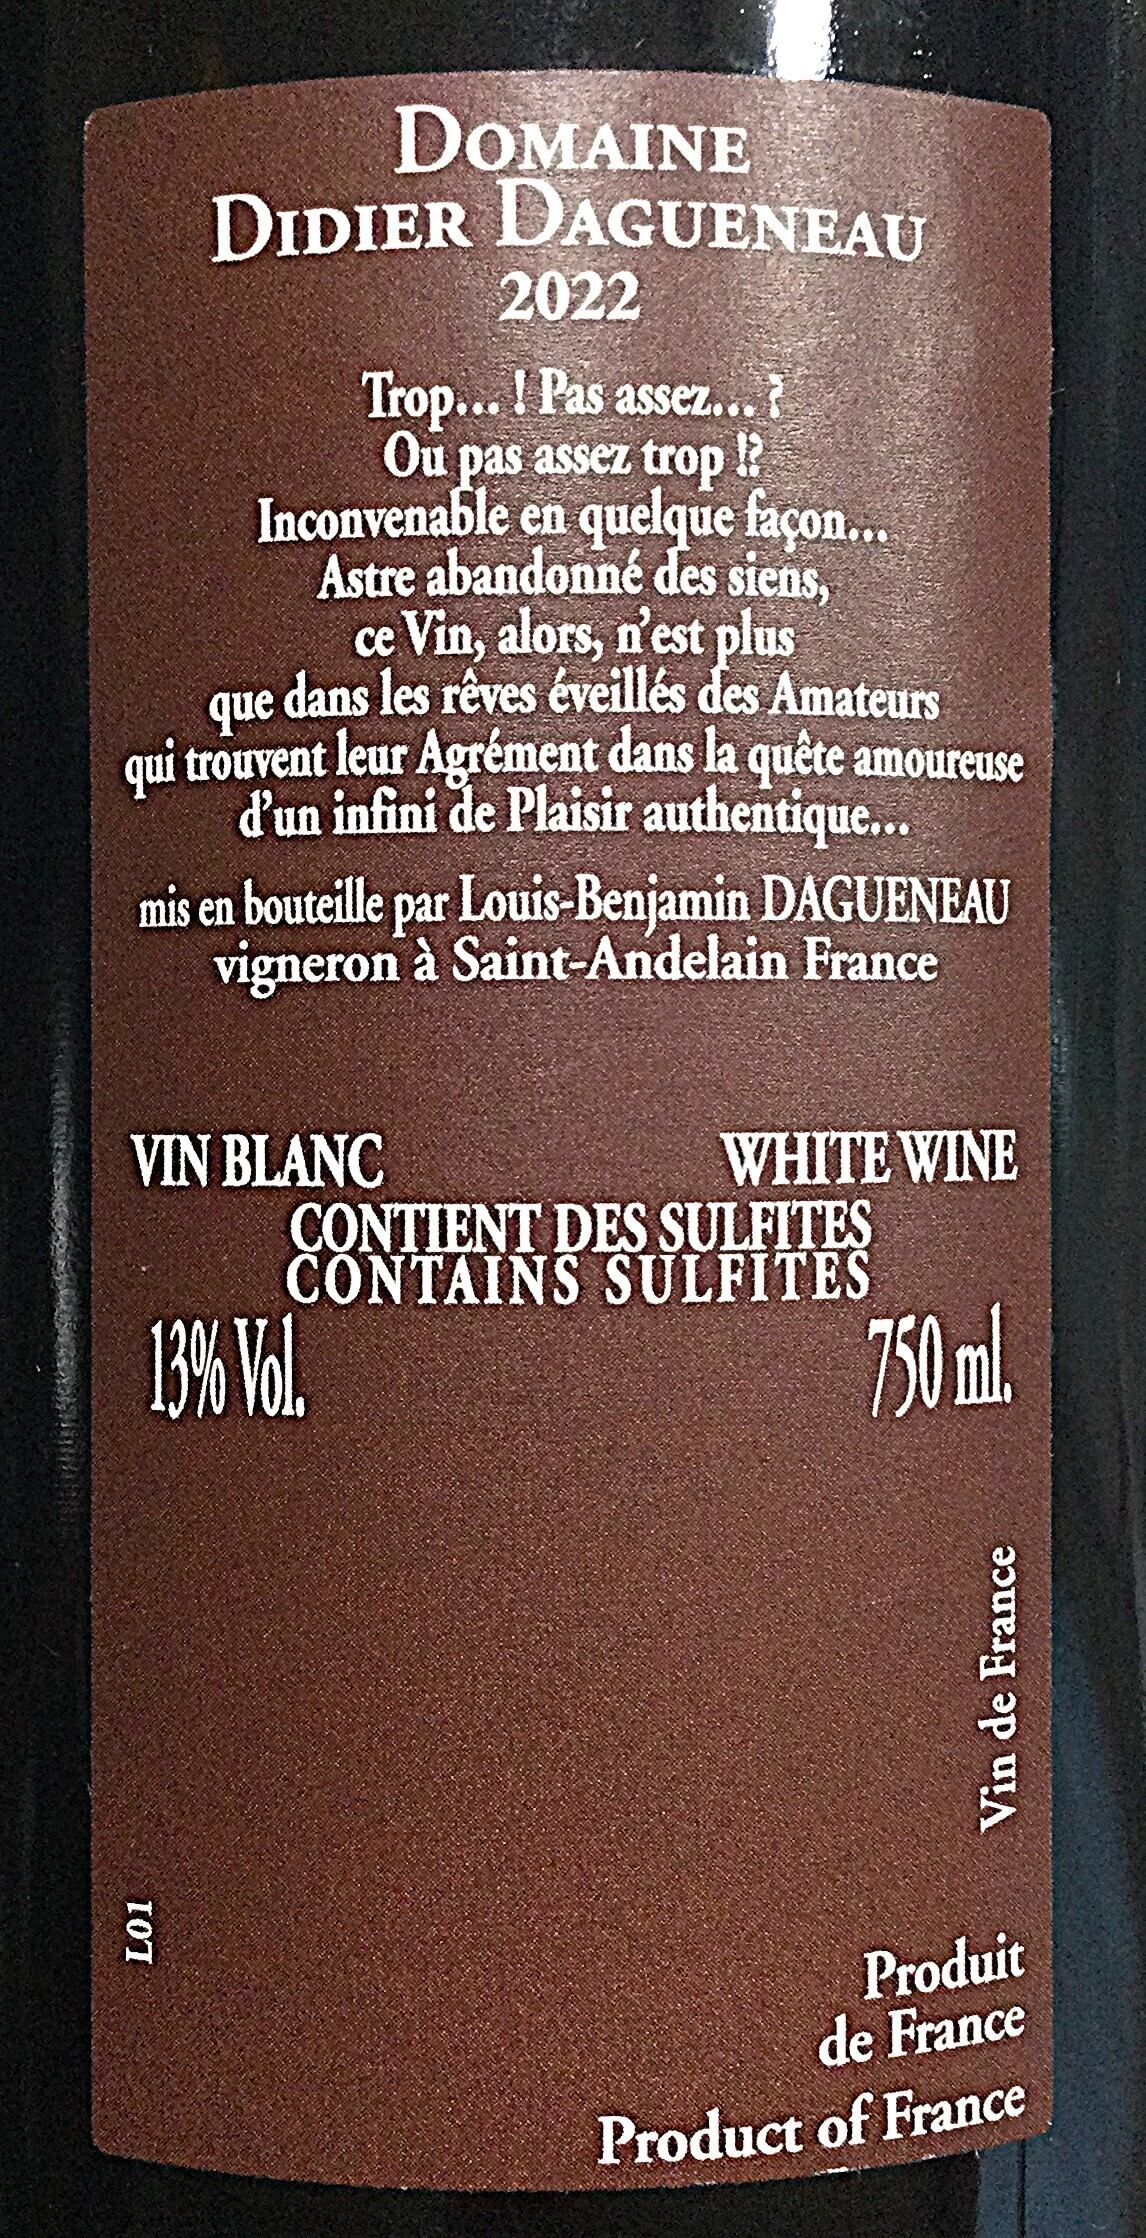 DOMAINE
DIDIER DAGUENEAU
2022
Trop... ! Pas assez... ?
Ou pas assez trop !?
Inconvenable en quelque façon...
Astre abandonné des siens,
ce Vin, alors, n'est plus
que dans les rêves éveillés des Amateurs
qui trouvent leur Agrément dans la quête amoureuse
d'un infini de Plaisir authentique...
mis en bouteille par Louis-Benjamin DAGUENEAU
vigneron à Saint-Andelain France
VIN BLANC WHITE WINE
CONTIENT DES SULFITES
CONTAINS SULFITES
13% Vol. 750 ml.
Vin de France
L01
Produit
de France
Product of France